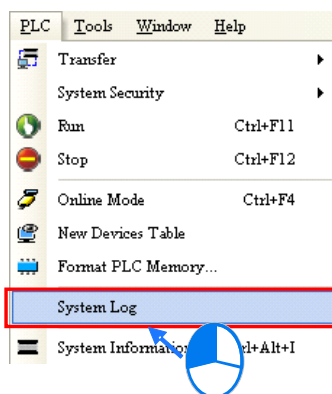 PLC Tools Window Help
Transfer
System Security
Run Ctrl+F11
Stop Ctrl+F12
Online Mode Ctrl+F4
New Devices Table
Format PLC Memory...
System Log
System Information rl+Alt+I